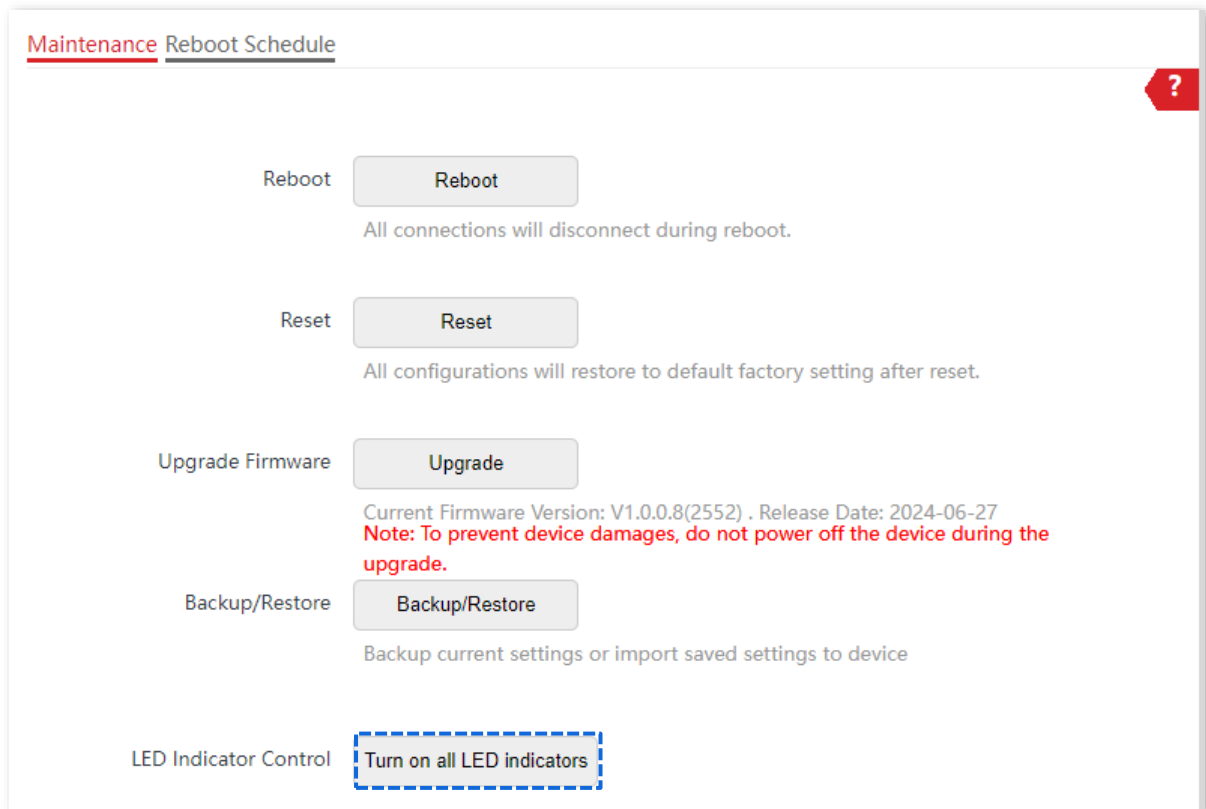 Maintenance Reboot Schedule
?
Reboot Reboot
All connections will disconnect during reboot.
Reset Reset
All configurations will restore to default factory setting after reset.
Upgrade Firmware Upgrade
Current Firmware Version: V1.0.0.8(2552) . Release Date: 2024-06-27
Note: To prevent device damages, do not power off the device during the
upgrade.
Backup/Restore Backup/Restore
Backup current settings or import saved settings to device
LED Indicator Control Turn on all LED indicators